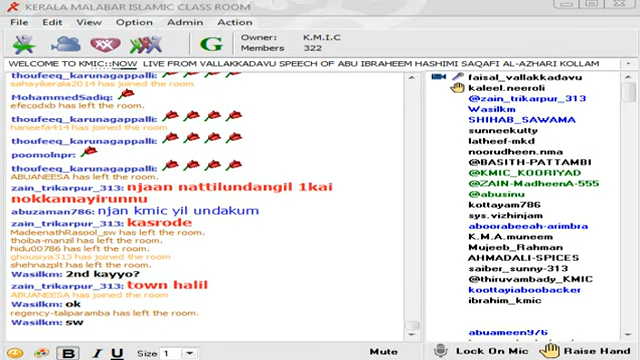 KERALA MALABAR ISLAMIC CLASS ROOM
File Edit View Option Admin Action
G
Owner: K.M.I.C
Members 322
WELCOME TO KMIC::NOW LIVE FROM VALLAKKADAVU SPEECH OF ABU IBRAHEEM HASHIMI SAQAFI AL-AZHARI KOLLAM
thoufeeq_karunagappalli:
sahayikerala2014 has joined the room.
MohammedSadiq:
efecodxb has left the room.
thoufeeq_karunagappalli:
haneefa414 has joined the room.
thoufeeq_karunagappalli:
poomolnpr:
thoufeeq_karunagappalli:
ABUANEESA has left the room.
zain_trikarpur_313: njaan nattilundangil 1kai
nokkamayirunnu
abuzaman786: njan kmic yil undakum
zain_trikarpur_313: kasrode
MadeenathRasool_sw has left the room.
thoiba-manzil has left the room.
hidu00786 has left the room.
ghousiya313 has joined the room.
shehnazplt has left the room.
Wasilkm: 2nd kayyo?
zain_trikarpur_313: town halil
ABUANEESA has joined the room.
Wasilkm: ok
regency-taliparamba has left the room.
Wasilkm: sw
faisal_vallakkadavu
kaleel.neeroli
@zain_trikarpur_313
Wasilkm
SHIHAB_SAWAMA
sunneekutty
latheef-mkd
noorudheen.nma
@BASITH-PATTAMBI
@KMIC_KOORIYAD
@ZAIN-MadheenA-555
@abusinu
kottayam786
sys.vizhinjam
aboorabeeah-arimbra
K.M.A.muneem
Mujeeb_Rahman
AHMADALI-SPICES
saiber_sunny-313
@thiruvambady_KMIC
koottayiaboobacker
ibrahim_kmic
abuameen976
B I U Size 1 Mute Lock On Mic Raise Hand